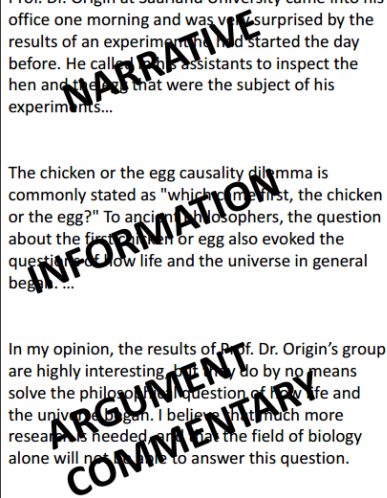 Prof. Dr. Origin at Saarland University came into his
office one morning and was very surprised by the
results of an experiment he had started the day
before. He called in his assistants to inspect the
hen and the egg that were the subject of his
experiments...
NARRATIVE
The chicken or the egg causality dilemma is
commonly stated as "which came first, the chicken
or the egg?" To ancient philosophers, the question
about the first chicken or egg also evoked the
questions of how life and the universe in general
began. ...
INFORMATION
In my opinion, the results of Prof. Dr. Origin's group
are highly interesting, but they do by no means
solve the philosophical question of how life and
the universe began. I believe that much more
research is needed, and that the field of biology
alone will not be able to answer this question.
ARGUMENT
COMMENTARY